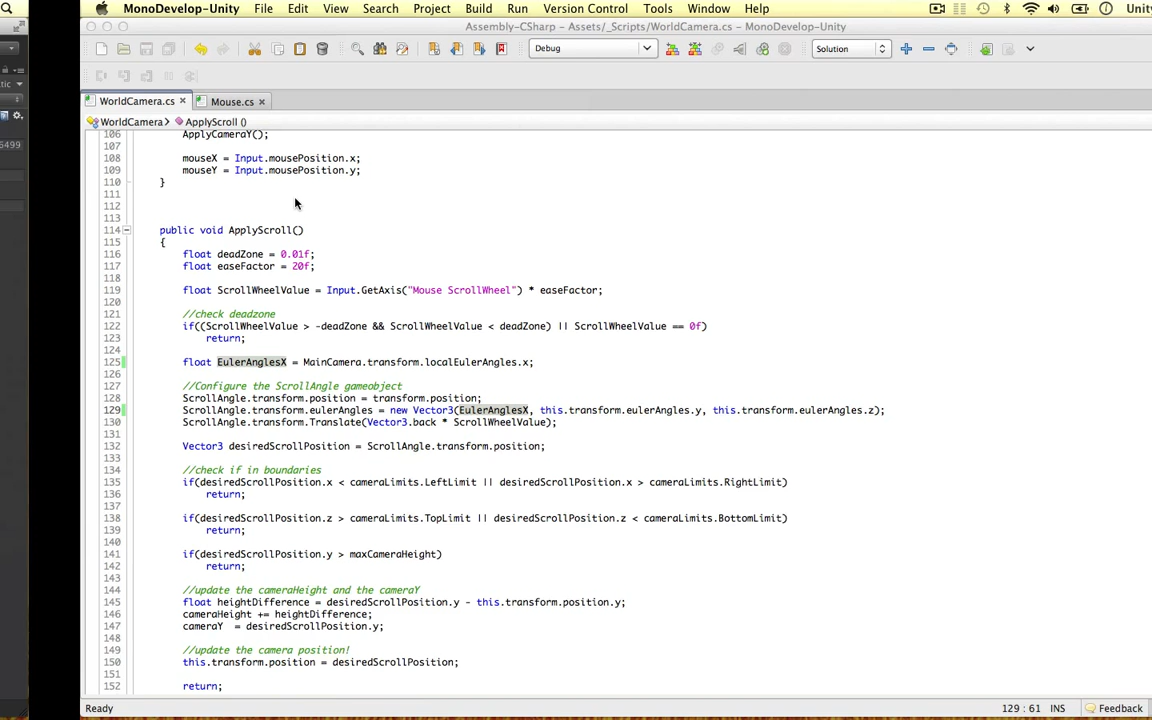 MonoDevelop-Unity File Edit View Search Project Build Run Version Control Tools Window Help Unity
Assembly-CSharp - Assets/_Scripts/WorldCamera.cs - MonoDevelop-Unity
Debug Solution
tic
WorldCamera.cs × Mouse.cs ×
WorldCamera ApplyScroll ()
6499
106 ApplyCameraY();
107
108 mouseX = Input.mousePosition.x;
109 mouseY = Input.mousePosition.y;
110 }
111
112
113
114 public void ApplyScroll()
115 {
116 float deadZone = 0.01f;
117 float easeFactor = 20f;
118
119 float ScrollWheelValue = Input.GetAxis("Mouse ScrollWheel") * easeFactor;
120
121 //check deadzone
122 if((ScrollWheelValue > -deadZone && ScrollWheelValue < deadZone) || ScrollWheelValue == 0f)
123 return;
124
125 float EulerAnglesX = MainCamera.transform.localEulerAngles.x;
126
127 //Configure the ScrollAngle gameobject
128 ScrollAngle.transform.position = transform.position;
129 ScrollAngle.transform.eulerAngles = new Vector3(EulerAnglesX, this.transform.eulerAngles.y, this.transform.eulerAngles.z);
130 ScrollAngle.transform.Translate(Vector3.back * ScrollWheelValue);
131
132 Vector3 desiredScrollPosition = ScrollAngle.transform.position;
133
134 //check if in boundaries
135 if(desiredScrollPosition.x < cameraLimits.LeftLimit || desiredScrollPosition.x > cameraLimits.RightLimit)
136 return;
137
138 if(desiredScrollPosition.z > cameraLimits.TopLimit || desiredScrollPosition.z < cameraLimits.BottomLimit)
139 return;
140
141 if(desiredScrollPosition.y > maxCameraHeight)
142 return;
143
144 //update the cameraHeight and the cameraY
145 float heightDifference = desiredScrollPosition.y - this.transform.position.y;
146 cameraHeight += heightDifference;
147 cameraY = desiredScrollPosition.y;
148
149 //update the camera position!
150 this.transform.position = desiredScrollPosition;
151
152 return;
Ready 129 : 61 INS Feedback